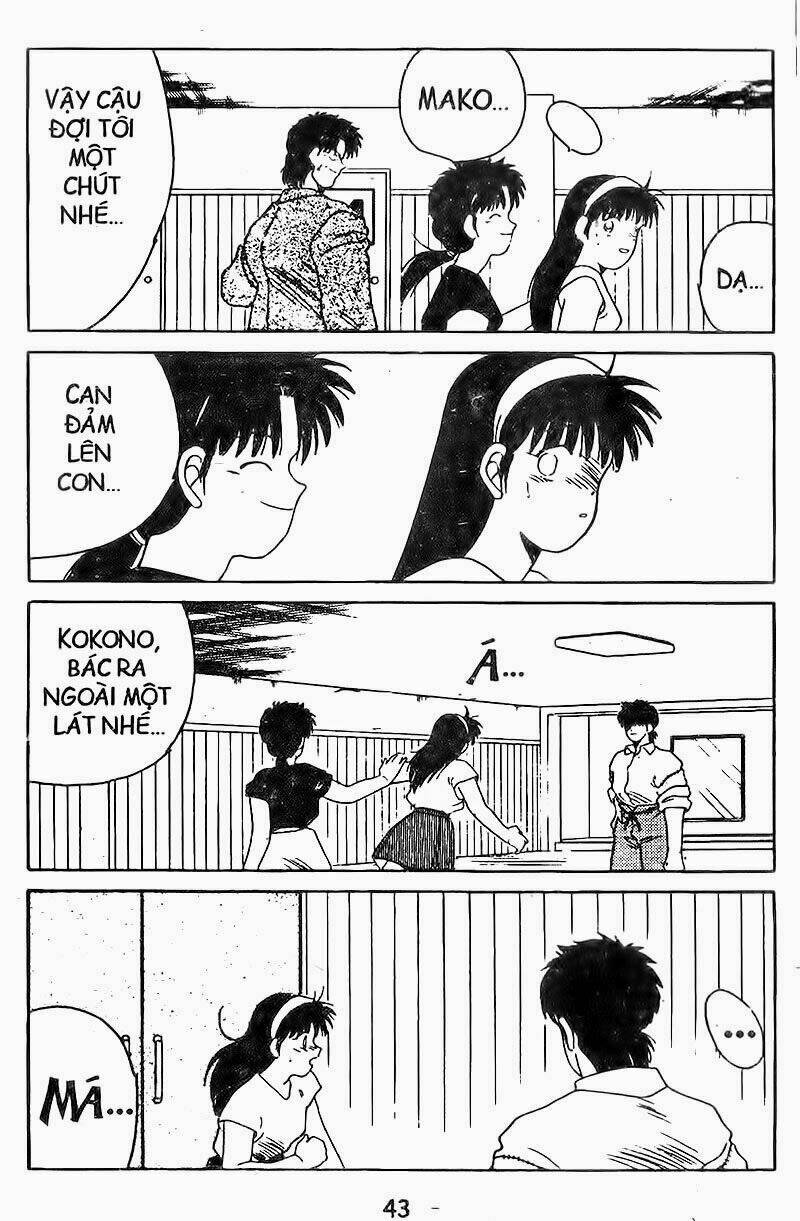 VẬY CẬU
ĐỢI TÔI
MỘT
CHÚT
NHÉ...
MAKO...
DẠ...
CAN
ĐẢM
LÊN
CON...
KOKONO,
BÁC RA
NGOÀI MỘT
LÁT NHÉ...
Á...
...
MÁ...
43